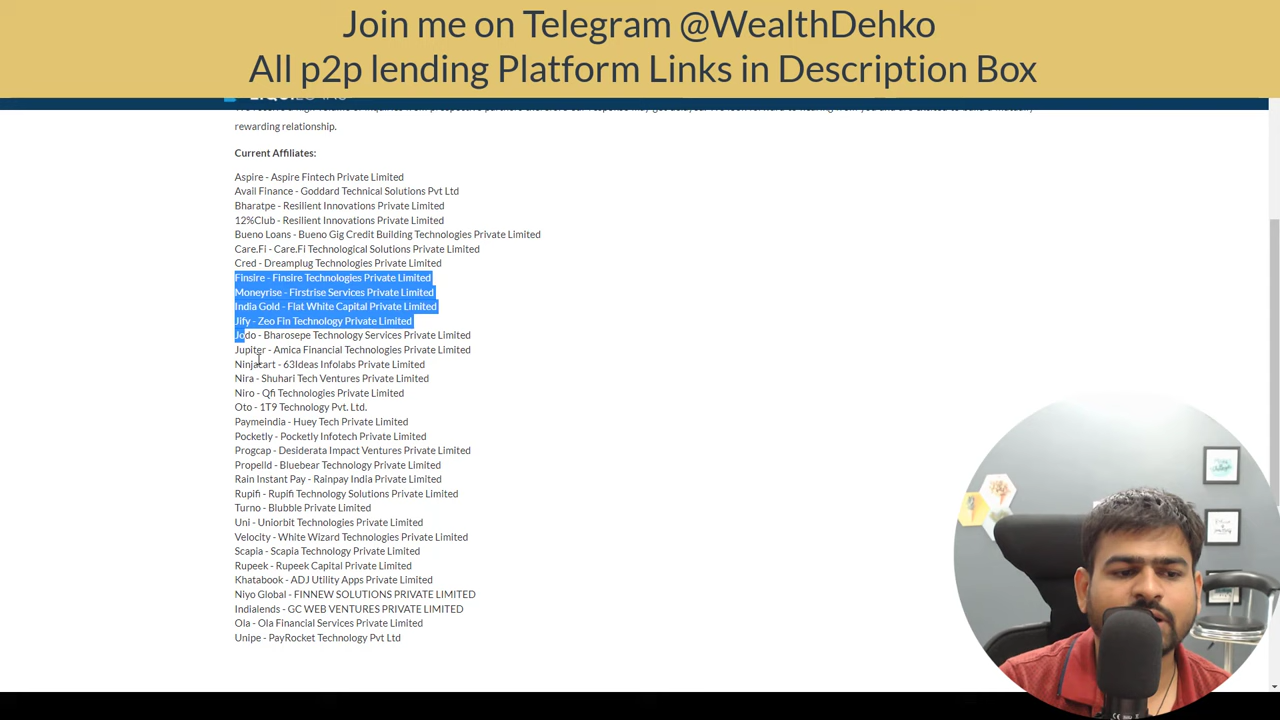 Join me on Telegram @WealthDehko
All p2p lending Platform Links in Description Box
rewarding relationship.
Current Affiliates:
Aspire - Aspire Fintech Private Limited
Avail Finance - Goddard Technical Solutions Pvt Ltd
Bharatpe - Resilient Innovations Private Limited
12%Club - Resilient Innovations Private Limited
Bueno Loans - Bueno Gig Credit Building Technologies Private Limited
Care.Fi - Care.Fi Technological Solutions Private Limited
Cred - Dreamplug Technologies Private Limited
Finsire - Finsire Technologies Private Limited
Moneyrise - Firstrise Services Private Limited
India Gold - Flat White Capital Private Limited
Jify - Zeo Fin Technology Private Limited
Jodo - Bharosepe Technology Services Private Limited
Jupiter - Amica Financial Technologies Private Limited
Ninjacart - 63Ideas Infolabs Private Limited
Nira - Shuhari Tech Ventures Private Limited
Niro - Qfi Technologies Private Limited
Oto - 1T9 Technology Pvt. Ltd.
Paymeindia - Huey Tech Private Limited
Pocketly - Pocketly Infotech Private Limited
Progcap - Desiderata Impact Ventures Private Limited
Propelld - Bluebear Technology Private Limited
Rain Instant Pay - Rainpay India Private Limited
Rupifi - Rupifi Technology Solutions Private Limited
Turno - Blubble Private Limited
Uni - Uniorbit Technologies Private Limited
Velocity - White Wizard Technologies Private Limited
Scapia - Scapia Technology Private Limited
Rupeek - Rupeek Capital Private Limited
Khatabook - ADJ Utility Apps Private Limited
Niyo Global - FINNEW SOLUTIONS PRIVATE LIMITED
Indialends - GC WEB VENTURES PRIVATE LIMITED
Ola - Ola Financial Services Private Limited
Unipe - PayRocket Technology Pvt Ltd